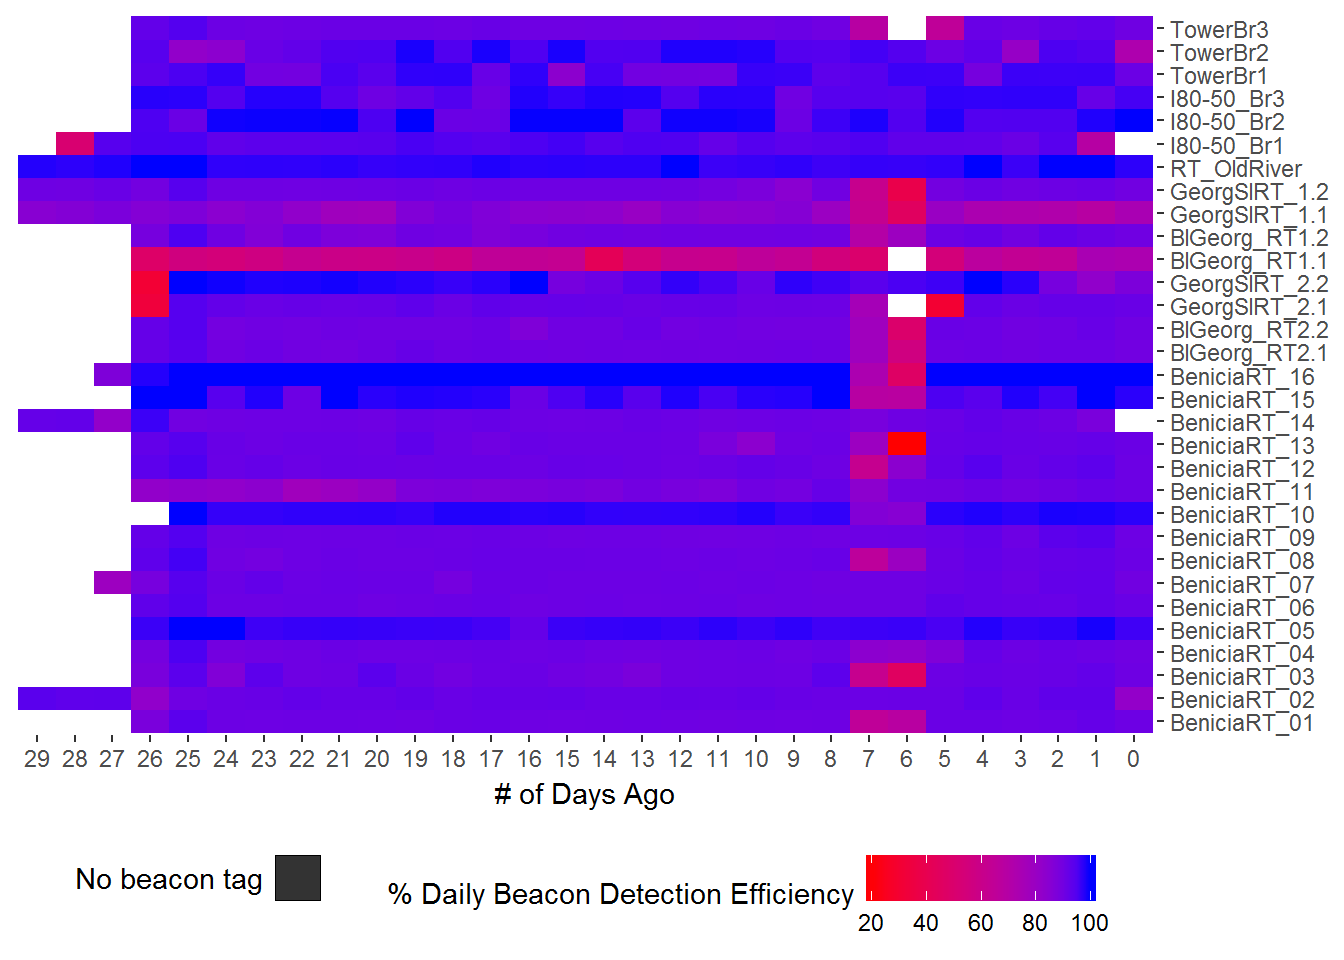 TowerBr3
TowerBr2
TowerBr1
I80-50_Br3
I80-50_Br2
I80-50_Br1
RT_OldRiver
GeorgSlRT_1.2
GeorgSlRT_1.1
BlGeorg_RT1.2
BlGeorg_RT1.1
GeorgSlRT_2.2
GeorgSlRT_2.1
BlGeorg_RT2.2
BlGeorg_RT2.1
BeniciaRT_16
BeniciaRT_15
BeniciaRT_14
BeniciaRT_13
BeniciaRT_12
BeniciaRT_11
BeniciaRT_10
BeniciaRT_09
BeniciaRT_08
BeniciaRT_07
BeniciaRT_06
BeniciaRT_05
BeniciaRT_04
BeniciaRT_03
BeniciaRT_02
BeniciaRT_01
29 28 27 26 25 24 23 22 21 20 19 18 17 16 15 14 13 12 11 10 9 8 7 6 5 4 3 2 1 0
# of Days Ago
No beacon tag
% Daily Beacon Detection Efficiency
20 40 60 80 100